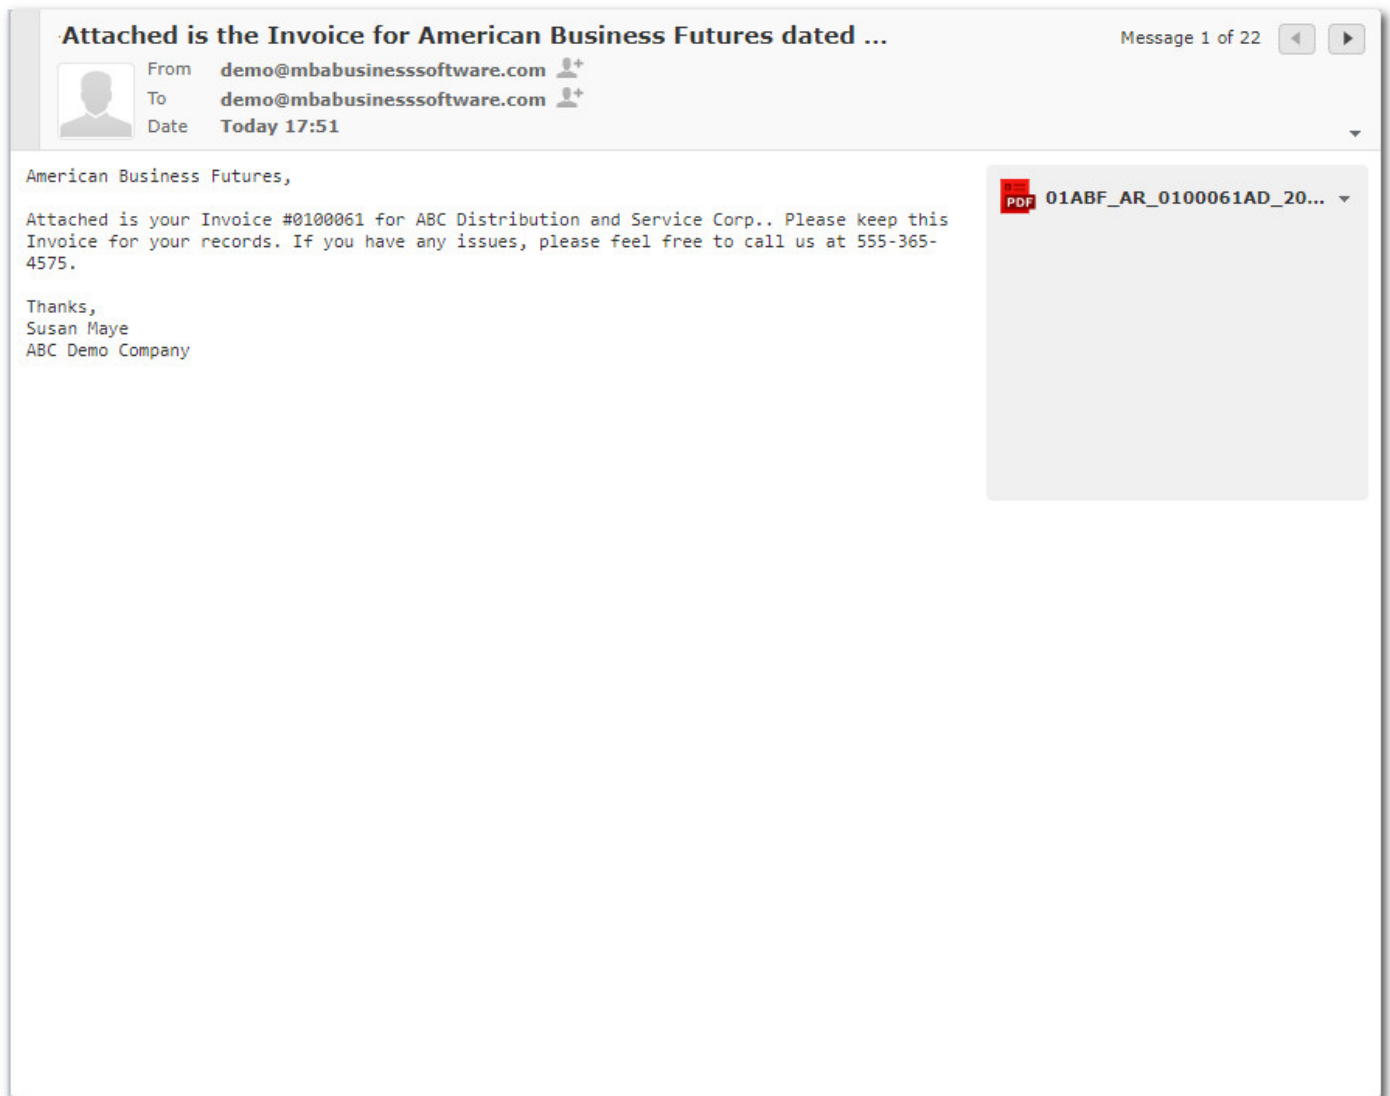 Attached is the Invoice for American Business Futures dated ...
Message 1 of 22
From demo@mbabusinesssoftware.com
To demo@mbabusinesssoftware.com
Date Today 17:51
American Business Futures,
Attached is your Invoice #0100061 for ABC Distribution and Service Corp.. Please keep this
Invoice for your records. If you have any issues, please feel free to call us at 555-365-
4575.
Thanks,
Susan Maye
ABC Demo Company
PDF 01ABF_AR_0100061AD_20...